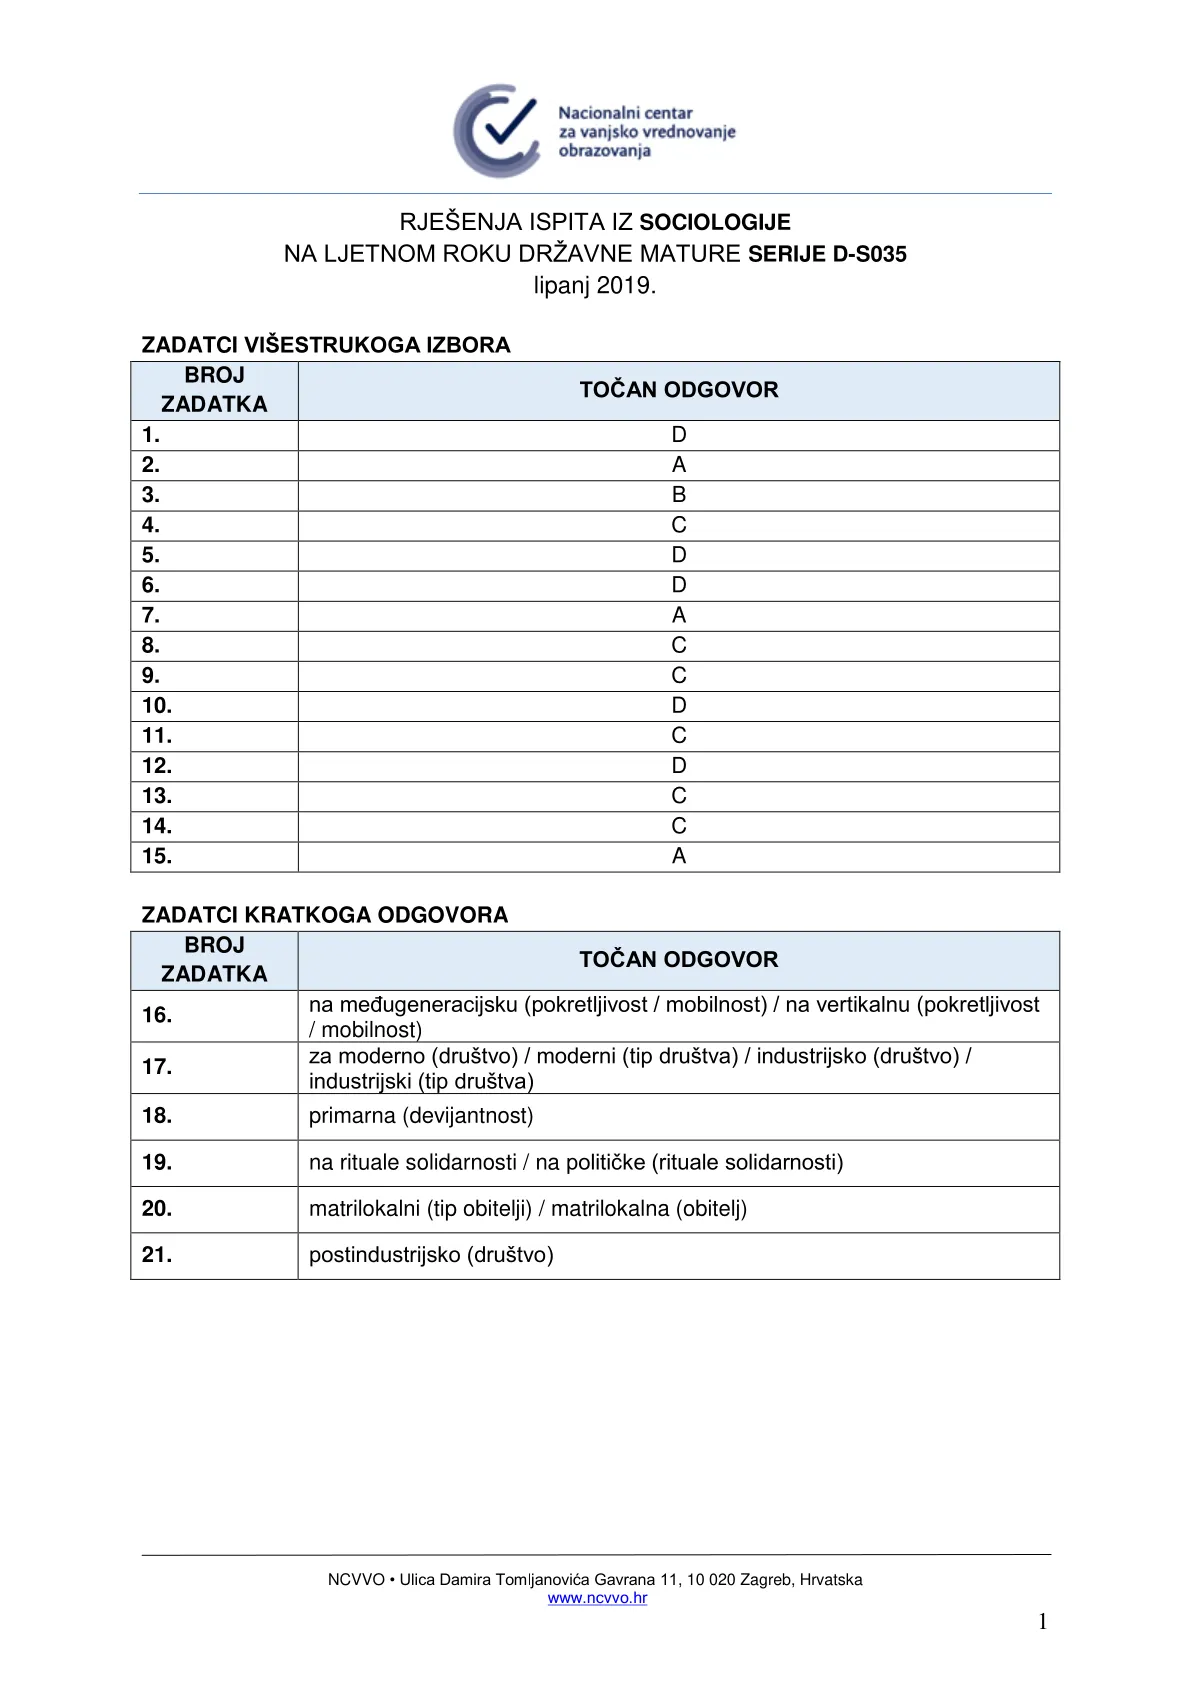 Nacionalni centar
za vanjsko vrednovanje
obrazovanja
RJEŠENJA ISPITA IZ SOCIOLOGIJE
NA LJETNOM ROKU DRŽAVNE MATURE SERIJE D-S035
lipanj 2019.
ZADATCI VIŠESTRUKOGA IZBORA
BROJ
ZADATKA
TOČAN ODGOVOR
1. D
2. A
3. B
4. C
5. D
6. D
7. A
8. C
9. C
10. D
11. C
12. D
13. C
14. C
15. A
ZADATCI KRATKOGA ODGOVORA
BROJ
ZADATKA
TOČAN ODGOVOR
16. na međugeneracijsku (pokretljivost / mobilnost) / na vertikalnu (pokretljivost
/ mobilnost)
17. za moderno (društvo) / moderni (tip društva) / industrijsko (društvo) /
industrijski (tip društva)
18. primarna (devijantnost)
19. na rituale solidarnosti / na političke (rituale solidarnosti)
20. matrilokalni (tip obitelji) / matrilokalna (obitelj)
21. postindustrijsko (društvo)
NCVVO • Ulica Damira Tomljanovića Gavrana 11, 10 020 Zagreb, Hrvatska
www.ncvvo.hr
1